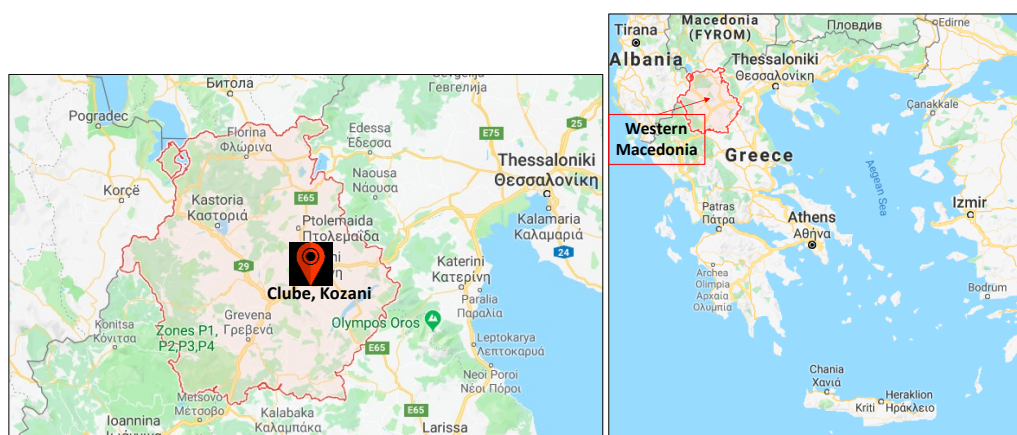 Битола
Gevgelija
Гевгелија
Pogradec
Florina
Φλώρινα
Edessa
Έδεσσα
E75
25
Korçë
Naousa
Νάουσα
Thessaloniki
Θεσσαλονίκη
Kastoria
Καστοριά
E65
Ptolemaida
Πτολεμαΐδα
Kalamaria
Καλαμαριά
24
29
Katerini
Κατερίνη
Clube, Kozani
Paralia
Παραλία
Konitsa
Κόνιτσα
Zones P1,
P2,P3,P4
Grevena
Γρεβενά
Olympos Oros
E65
Leptokarya
Λεπτοκαρυά
Neoi Poroi
Νέοι Πόροι
Metsovo
Μέτσοβο
Kalabaka
Καλαμπάκα
E65
Ioannina
Larissa
Macedonia
(FYROM)
Пловдив
Edirne
Tirana
Albania
Thessaloniki
Θεσσαλονίκη
Çanakkale
Western
Macedonia
Greece
Aegean Sea
Patras
Πάτρα
Athens
Αθήνα
Izmir
Archea
Olimpia
Αρχαία
Ολυμπία
Bodrum
Chania
Χανιά
Kriti
Heraklion
Ηράκλειο